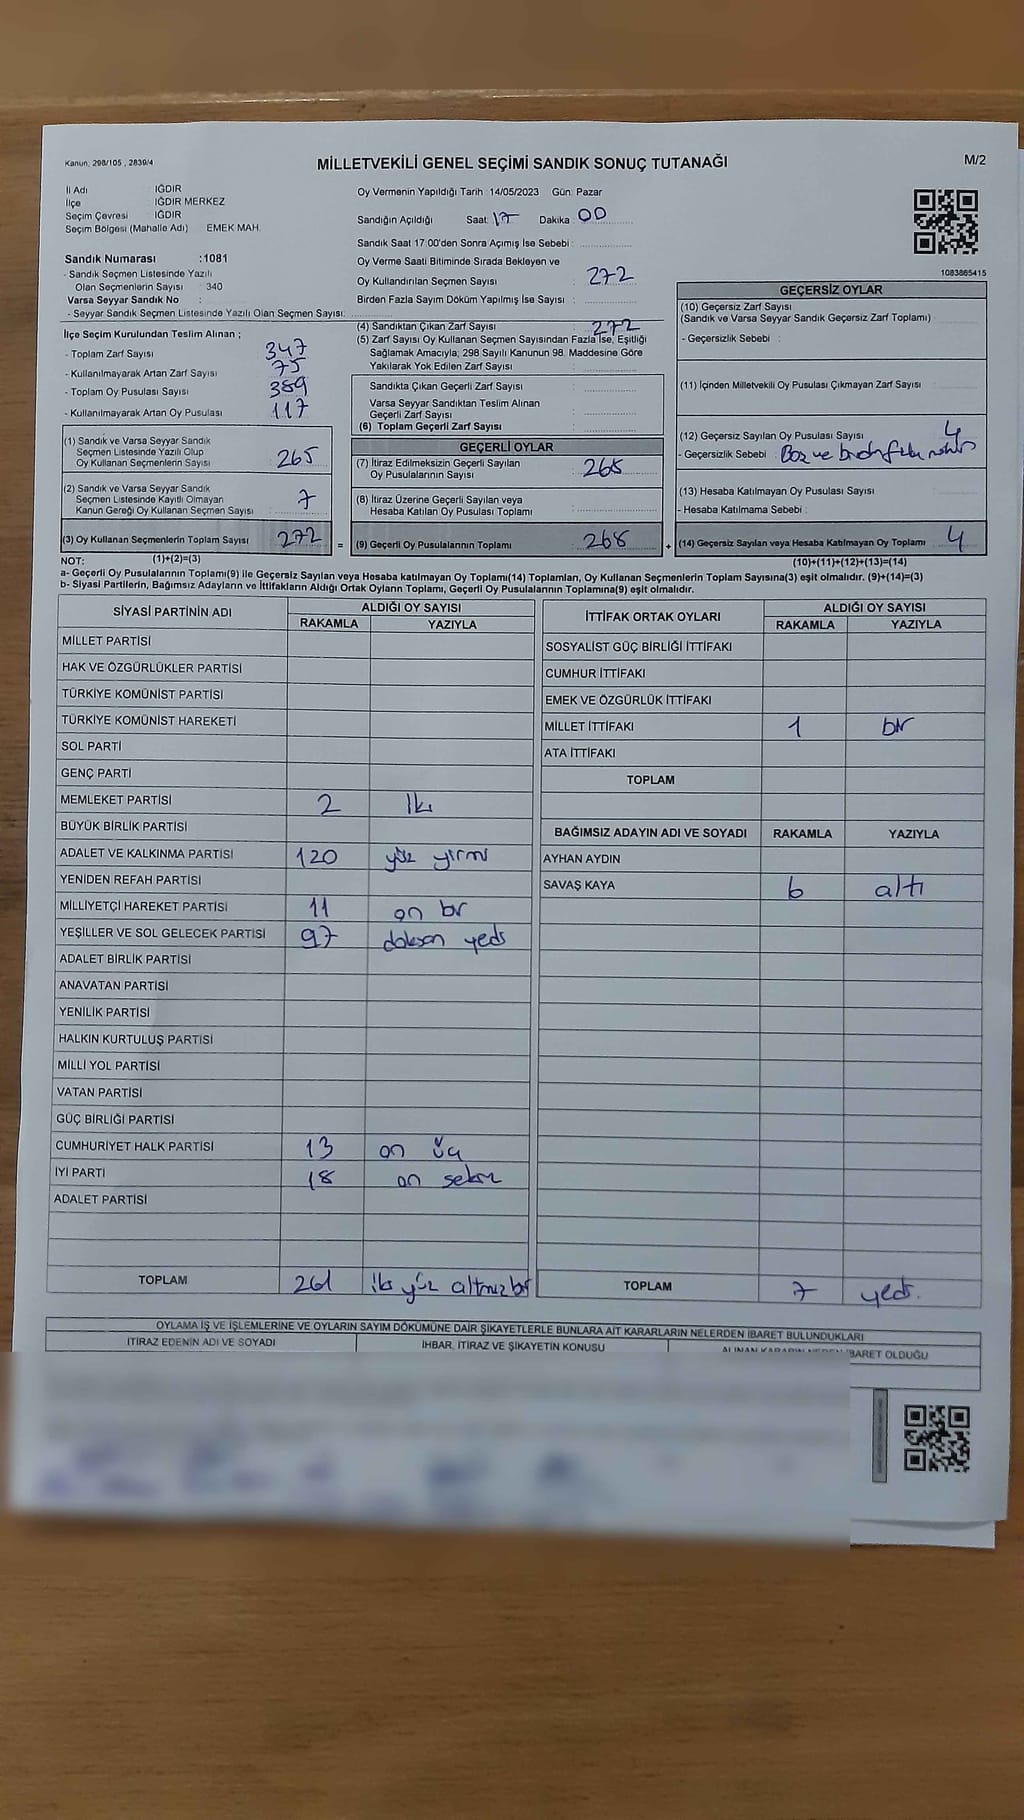 Kanun, 298/105 , 2839/4
MİLLETVEKİLİ GENEL SEÇİMİ SANDIK SONUÇ TUTANAĞI
M/2
İl Adı IĞDIR
İlçe IĞDIR MERKEZ
Seçim Çevresi IĞDIR
Seçim Bölgesi (Mahalle Adı) EMEK MAH.
Sandık Numarası :1081
- Sandık Seçmen Listesinde Yazılı
Olan Seçmenlerin Sayısı : 340
Varsa Seyyar Sandık No :
- Seyyar Sandık Seçmen Listesinde Yazılı Olan Seçmen Sayısı:
Oy Vermenin Yapıldığı Tarih 14/05/2023 Gün: Pazar
Sandığın Açıldığı Saat: 17 Dakika 00
Sandık Saat 17:00'den Sonra Açımış İse Sebebi :
Oy Verme Saati Bitiminde Sırada Bekleyen ve
Oy Kullandırılan Seçmen Sayısı 272
Birden Fazla Sayım Döküm Yapılmış İse Sayısı :
1083865415
İlçe Seçim Kurulundan Teslim Alınan ;
- Toplam Zarf Sayısı 347
- Kullanılmayarak Artan Zarf Sayısı 75
- Toplam Oy Pusulası Sayısı 389
- Kullanılmayarak Artan Oy Pusulası 117
(1) Sandık ve Varsa Seyyar Sandık
Seçmen Listesinde Yazılı Olup
Oy Kullanan Seçmenlerin Sayısı 265
(2) Sandık ve Varsa Seyyar Sandık
Seçmen Listesinde Kayıtlı Olmayan
Kanun Gereği Oy Kullanan Seçmen Sayısı 7
(3) Oy Kullanan Seçmenlerin Toplam Sayısı 272 =
(4) Sandıktan Çıkan Zarf Sayısı 272
(5) Zarf Sayısı Oy Kullanan Seçmen Sayısından Fazla İse, Eşitliği
Sağlamak Amacıyla; 298 Sayılı Kanunun 98. Maddesine Göre
Yakılarak Yok Edilen Zarf Sayısı
Sandıkta Çıkan Geçerli Zarf Sayısı
Varsa Seyyar Sandıktan Teslim Alınan
Geçerli Zarf Sayısı
(6) Toplam Geçerli Zarf Sayısı
GEÇERLİ OYLAR
(7) İtiraz Edilmeksizin Geçerli Sayılan
Oy Pusulalarının Sayısı 268
(8) İtiraz Üzerine Geçerli Sayılan veya
Hesaba Katılan Oy Pusulası Toplamı
(9) Geçerli Oy Pusulalarının Toplamı 268 +
GEÇERSİZ OYLAR
(10) Geçersiz Zarf Sayısı
(Sandık ve Varsa Seyyar Sandık Geçersiz Zarf Toplamı)
- Geçersizlik Sebebi :
(11) İçinden Milletvekili Oy Pusulası Çıkmayan Zarf Sayısı
(12) Geçersiz Sayılan Oy Pusulası Sayısı 4
- Geçersizlik Sebebi : Boş ve birden fazla
(13) Hesaba Katılmayan Oy Pusulası Sayısı
- Hesaba Katılmama Sebebi :
(14) Geçersiz Sayılan veya Hesaba Katılmayan Oy Toplamı 4
NOT: (1)+(2)=(3)
(10)+(11)+(12)+(13)=(14)
a- Geçerli Oy Pusulalarının Toplamı(9) ile Geçersiz Sayılan veya Hesaba katılmayan Oy Toplamı(14) Toplamları, Oy Kullanan Seçmenlerin Toplam Sayısına(3) eşit olmalıdır. (9)+(14)=(3)
b- Siyasi Partilerin, Bağımsız Adayların ve İttifakların Aldığı Ortak Oyların Toplamı, Geçerli Oy Pusulalarının Toplamına(9) eşit olmalıdır.
SİYASİ PARTİNİN ADI
ALDIĞI OY SAYISI
RAKAMLA YAZIYLA
MİLLET PARTİSİ
HAK VE ÖZGÜRLÜKLER PARTİSİ
TÜRKİYE KOMÜNİST PARTİSİ
TÜRKİYE KOMÜNİST HAREKETİ
SOL PARTİ
GENÇ PARTİ
MEMLEKET PARTİSİ 2 İki
BÜYÜK BİRLİK PARTİSİ
ADALET VE KALKINMA PARTİSİ 120 yüz yirmi
YENİDEN REFAH PARTİSİ
MİLLİYETÇİ HAREKET PARTİSİ 11 on bir
YEŞİLLER VE SOL GELECEK PARTİSİ 97 doksan yedi
ADALET BİRLİK PARTİSİ
ANAVATAN PARTİSİ
YENİLİK PARTİSİ
HALKIN KURTULUŞ PARTİSİ
MİLLİ YOL PARTİSİ
VATAN PARTİSİ
GÜÇ BİRLİĞİ PARTİSİ
CUMHURİYET HALK PARTİSİ 13 on üç
İYİ PARTİ 18 on sekiz
ADALET PARTİSİ
TOPLAM 261 iki yüz altmış bir
İTTİFAK ORTAK OYLARI
ALDIĞI OY SAYISI
RAKAMLA YAZIYLA
SOSYALİST GÜÇ BİRLİĞİ İTTİFAKI
CUMHUR İTTİFAKI
EMEK VE ÖZGÜRLÜK İTTİFAKI
MİLLET İTTİFAKI 1 bir
ATA İTTİFAKI
TOPLAM
BAĞIMSIZ ADAYIN ADI VE SOYADI RAKAMLA YAZIYLA
AYHAN AYDIN
SAVAŞ KAYA 6 altı
TOPLAM 7 yedi.
OYLAMA İŞ VE İŞLEMLERİNE VE OYLARIN SAYIM DÖKÜMÜNE DAİR ŞİKAYETLERLE BUNLARA AİT KARARLARIN NELERDEN İBARET BULUNDUKLARI
İTİRAZ EDENİN ADI VE SOYADI
İHBAR, İTİRAZ VE ŞİKAYETİN KONUSU
ALINAN KARARIN NEDEN İBARET OLDUĞU